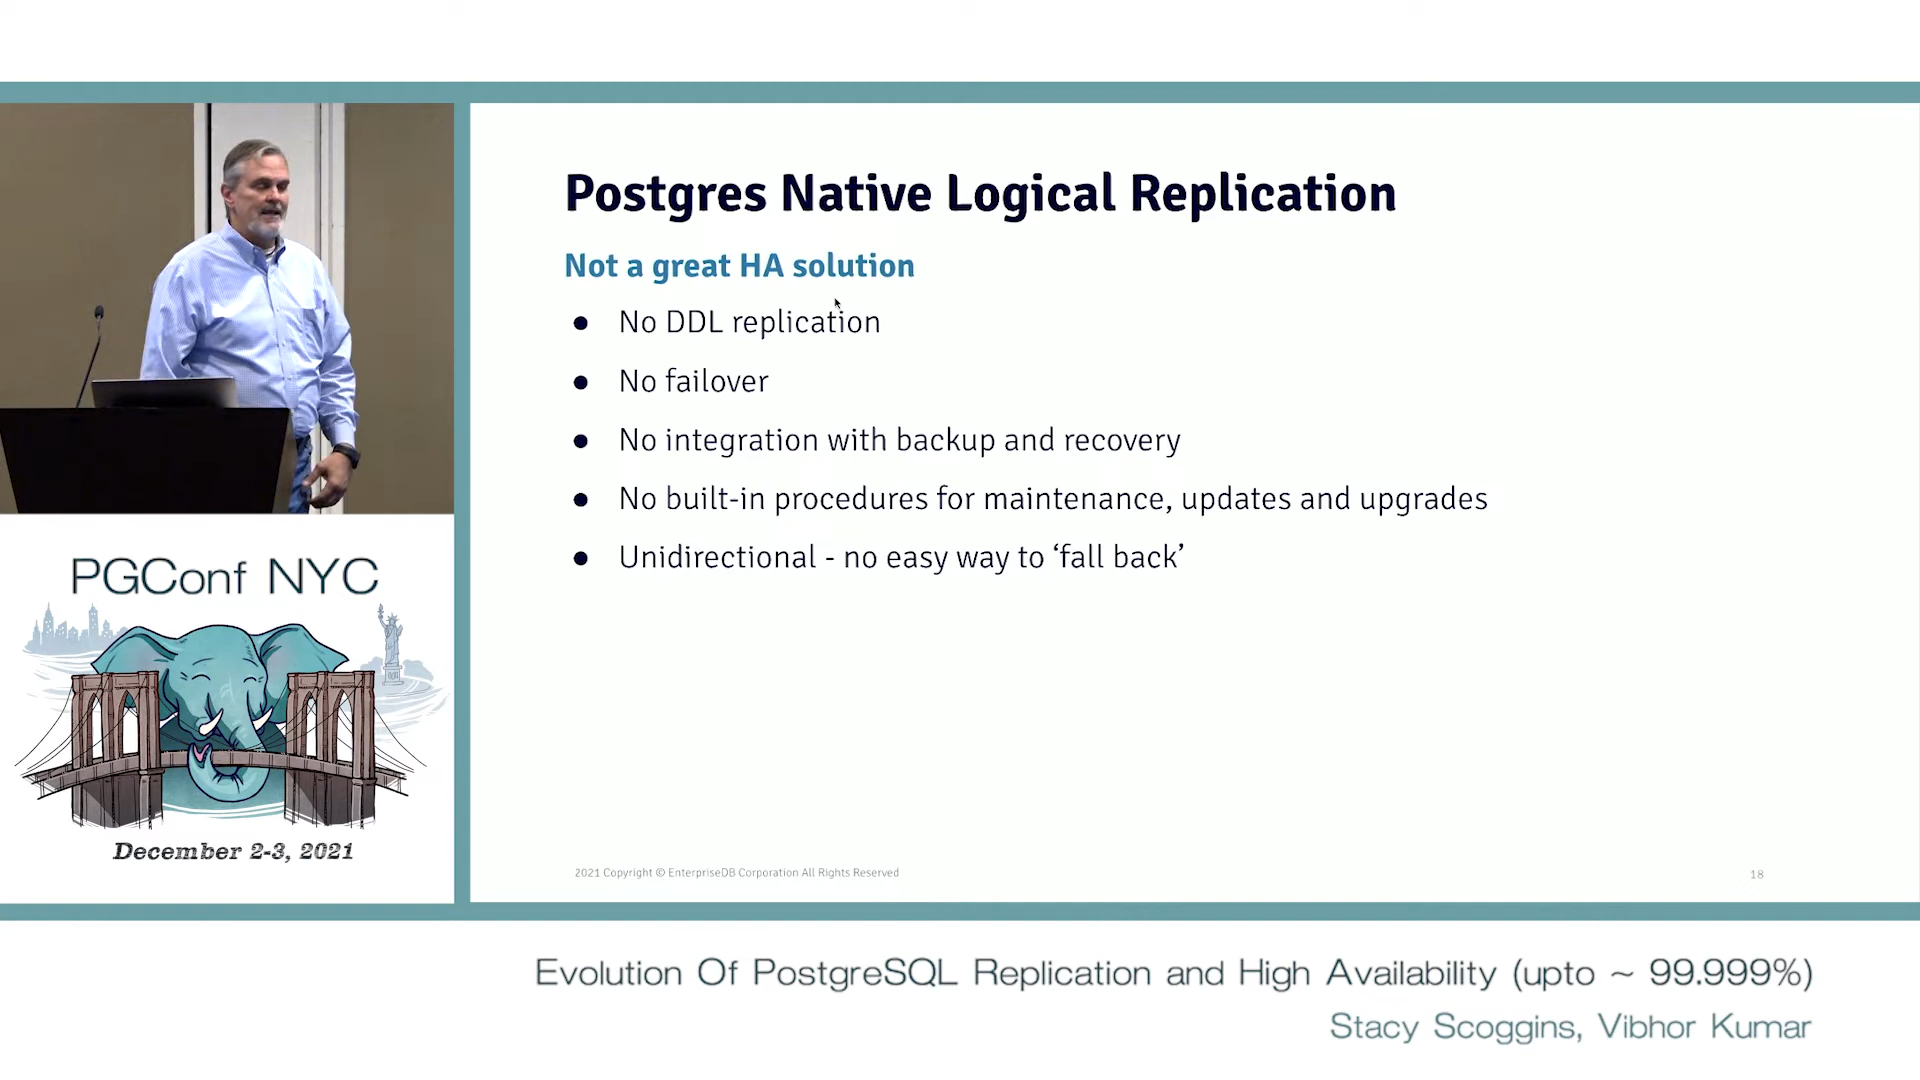 Postgres Native Logical Replication
Not a great HA solution
● No DDL replication
● No failover
● No integration with backup and recovery
● No built-in procedures for maintenance, updates and upgrades
● Unidirectional - no easy way to ‘fall back’
2021 Copyright © EnterpriseDB Corporation All Rights Reserved
18
PGConf NYC
December 2-3, 2021
Evolution Of PostgreSQL Replication and High Availability (upto ~ 99.999%)
Stacy Scoggins, Vibhor Kumar